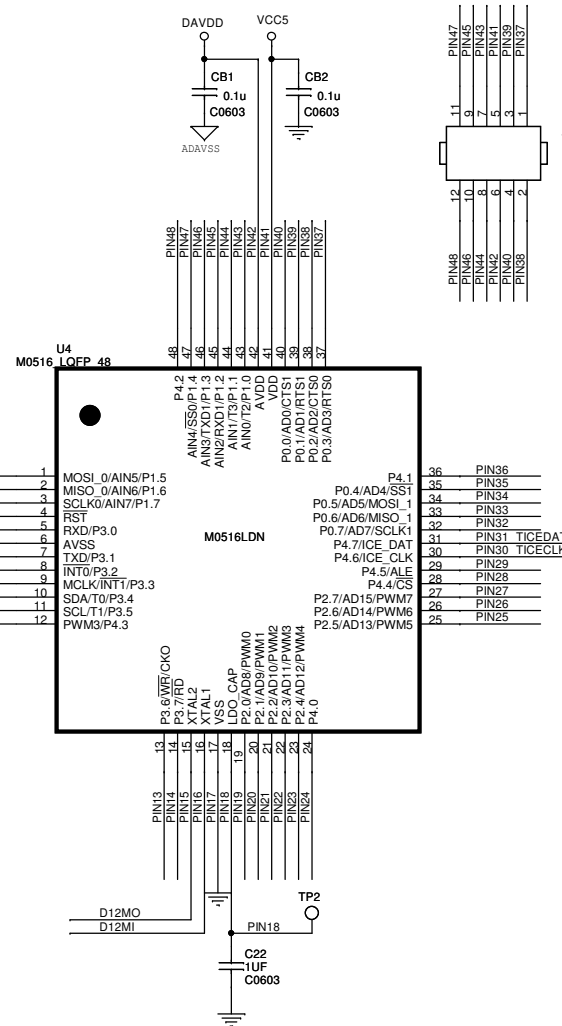 DAVDD
VCC5
CB1
0.1u
C0603
ADAVSS
CB2
0.1u
C0603
PIN47
PIN45
PIN43
PIN41
PIN39
PIN37
11
9
7
5
3
1
12
10
8
6
4
2
PIN48
PIN46
PIN44
PIN42
PIN40
PIN38
PIN48
PIN47
PIN46
PIN45
PIN44
PIN43
PIN42
PIN41
PIN40
PIN39
PIN38
PIN37
U4
M0516_LQFP_48
48
47
46
45
44
43
42
41
40
39
38
37
P4.2
AIN4/SS0/P1.4
AIN3/TXD1/P1.3
AIN2/RXD1/P1.2
AIN1/T3/P1.1
AIN0/T2/P1.0
AVDD
VDD
P0.0/AD0/CTS1
P0.1/AD1/RTS1
P0.2/AD2/CTS0
P0.3/AD3/RTS0
1 MOSI_0/AIN5/P1.5
2 MISO_0/AIN6/P1.6
3 SCLK0/AIN7/P1.7
4 RST
5 RXD/P3.0
6 AVSS
7 TXD/P3.1
8 INT0/P3.2
9 MCLK/INT1/P3.3
10 SDA/T0/P3.4
11 SCL/T1/P3.5
12 PWM3/P4.3
M0516LDN
P4.1 36 PIN36
P0.4/AD4/SS1 35 PIN35
P0.5/AD5/MOSI_1 34 PIN34
P0.6/AD6/MISO_1 33 PIN33
P0.7/AD7/SCLK1 32 PIN32
P4.7/ICE_DAT 31 PIN31 TICEDAT
P4.6/ICE_CLK 30 PIN30 TICECLK
P4.5/ALE 29 PIN29
P4.4/CS 28 PIN28
P2.7/AD15/PWM7 27 PIN27
P2.6/AD14/PWM6 26 PIN26
P2.5/AD13/PWM5 25 PIN25
P3.6/WR/CKO
P3.7/RD
XTAL2
XTAL1
VSS
LDO_CAP
P2.0/AD8/PWM0
P2.1/AD9/PWM1
P2.2/AD10/PWM2
P2.3/AD11/PWM3
P2.4/AD12/PWM4
P4.0
13
14
15
16
17
18
19
20
21
22
23
24
PIN13
PIN14
PIN15
PIN16
PIN17
PIN18
PIN19
PIN20
PIN21
PIN22
PIN23
PIN24
D12MO
D12MI
PIN18
TP2
C22
1UF
C0603